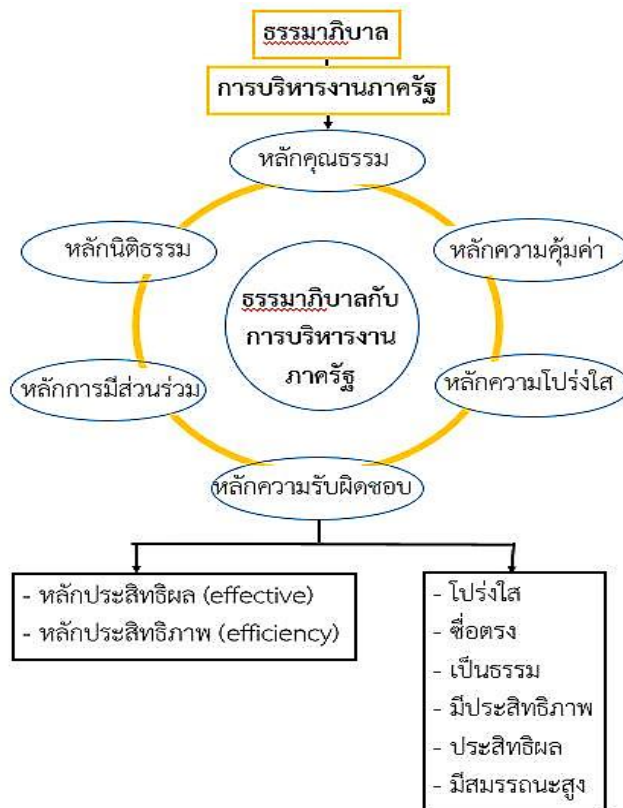 ธรรมาภิบาล
การบริหารงานภาครัฐ
หลักคุณธรรม
หลักนิติธรรม
หลักความคุ้มค่า
ธรรมาภิบาลกับ
การบริหารงาน
ภาครัฐ
หลักการมีส่วนร่วม
หลักความโปร่งใส
หลักความรับผิดชอบ
- หลักประสิทธิผล (effective)
- หลักประสิทธิภาพ (efficiency)
- โปร่งใส
- ซื่อตรง
- เป็นธรรม
- มีประสิทธิภาพ
- ประสิทธิผล
- มีสมรรถนะสูง